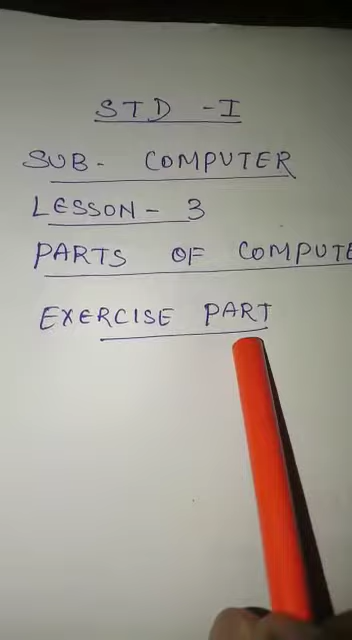 STD - I
SUB - COMPUTER
LESSON - 3
PARTS OF COMPUTE
EXERCISE PART